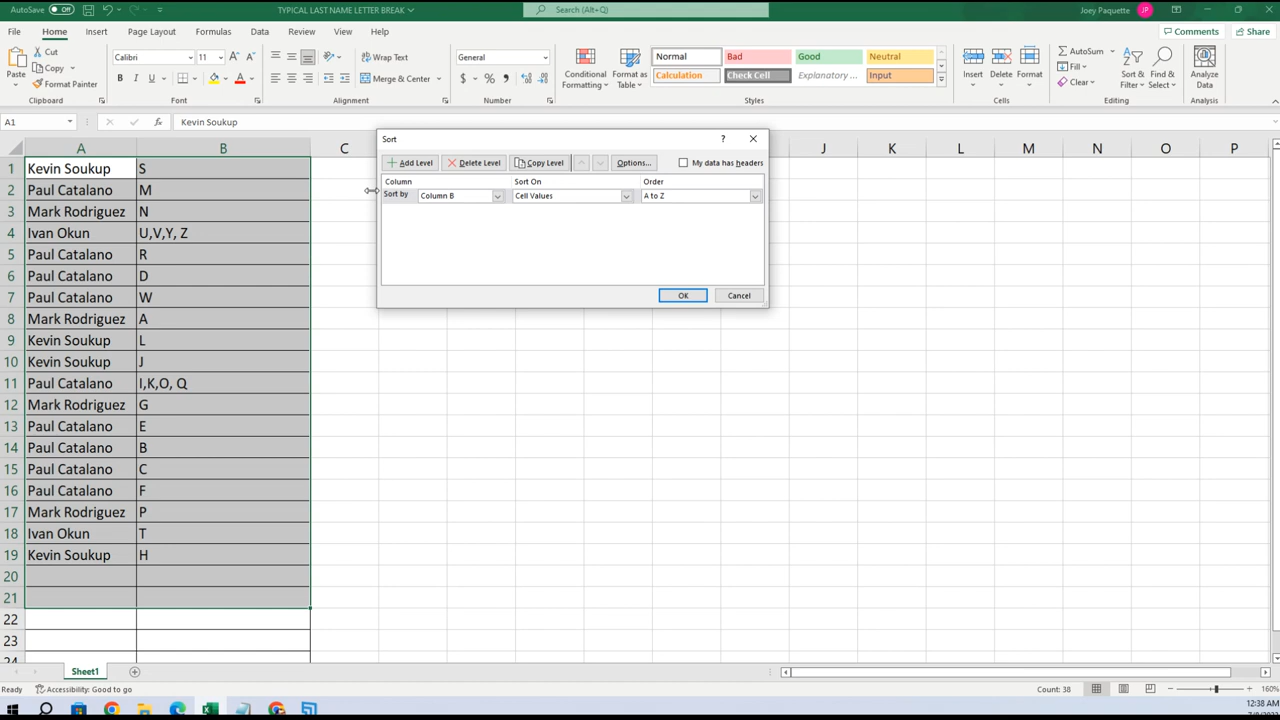 AutoSave Off TYPICAL LAST NAME LETTER BREAK Search (Alt+Q) Joey Paquette JP
File Home Insert Page Layout Formulas Data Review View Help Comments Share
Paste Cut Copy Format Painter Clipboard
Calibri 11 A A B I U A Font
Wrap Text Merge & Center Alignment
General $ % , Number
Conditional Formatting Format as Table Normal Bad Good Neutral Calculation Check Cell Explanatory ... Input Styles
Insert Delete Format Cells
AutoSum Fill Clear Sort & Filter Find & Select Editing
Analyze Data Analysis
A1 fx Kevin Soukup
A B C J K L M N O P
1 Kevin Soukup S
2 Paul Catalano M
3 Mark Rodriguez N
4 Ivan Okun U,V,Y, Z
5 Paul Catalano R
6 Paul Catalano D
7 Paul Catalano W
8 Mark Rodriguez A
9 Kevin Soukup L
10 Kevin Soukup J
11 Paul Catalano I,K,O, Q
12 Mark Rodriguez G
13 Paul Catalano E
14 Paul Catalano B
15 Paul Catalano C
16 Paul Catalano F
17 Mark Rodriguez P
18 Ivan Okun T
19 Kevin Soukup H
20
21
22
23
Sort ?
Add Level Delete Level Copy Level Options... My data has headers
Column Sort On Order
Sort by Column B Cell Values A to Z
OK Cancel
Sheet1
Ready Accessibility: Good to go Count: 38 160%
12:38 AM